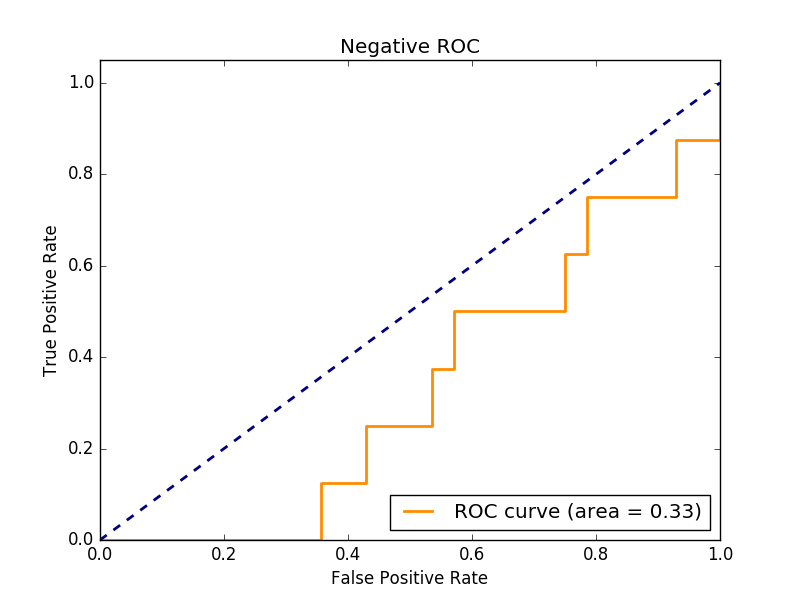 Negative ROC
1.0
0.8
0.6
0.4
0.2
0.0
True Positive Rate
ROC curve (area = 0.33)
0.0 0.2 0.4 0.6 0.8 1.0
False Positive Rate